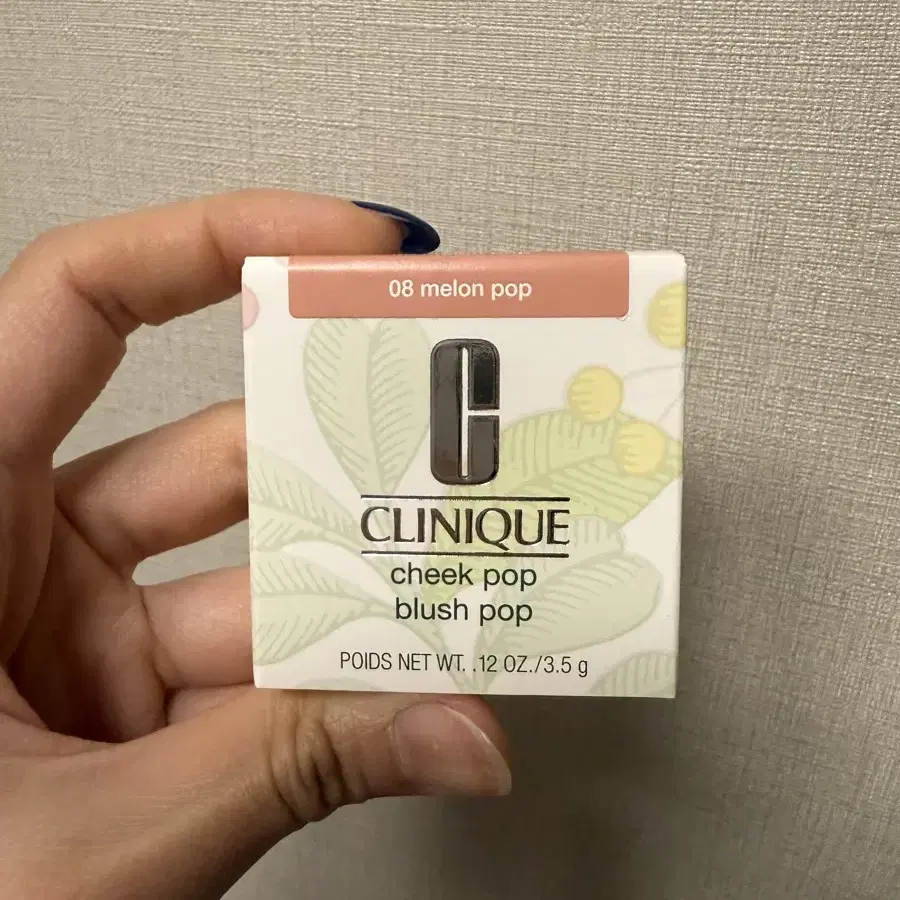 08 melon pop
CLINIQUE
cheek pop
blush pop
POIDS NET WT. .12 OZ./3.5 g